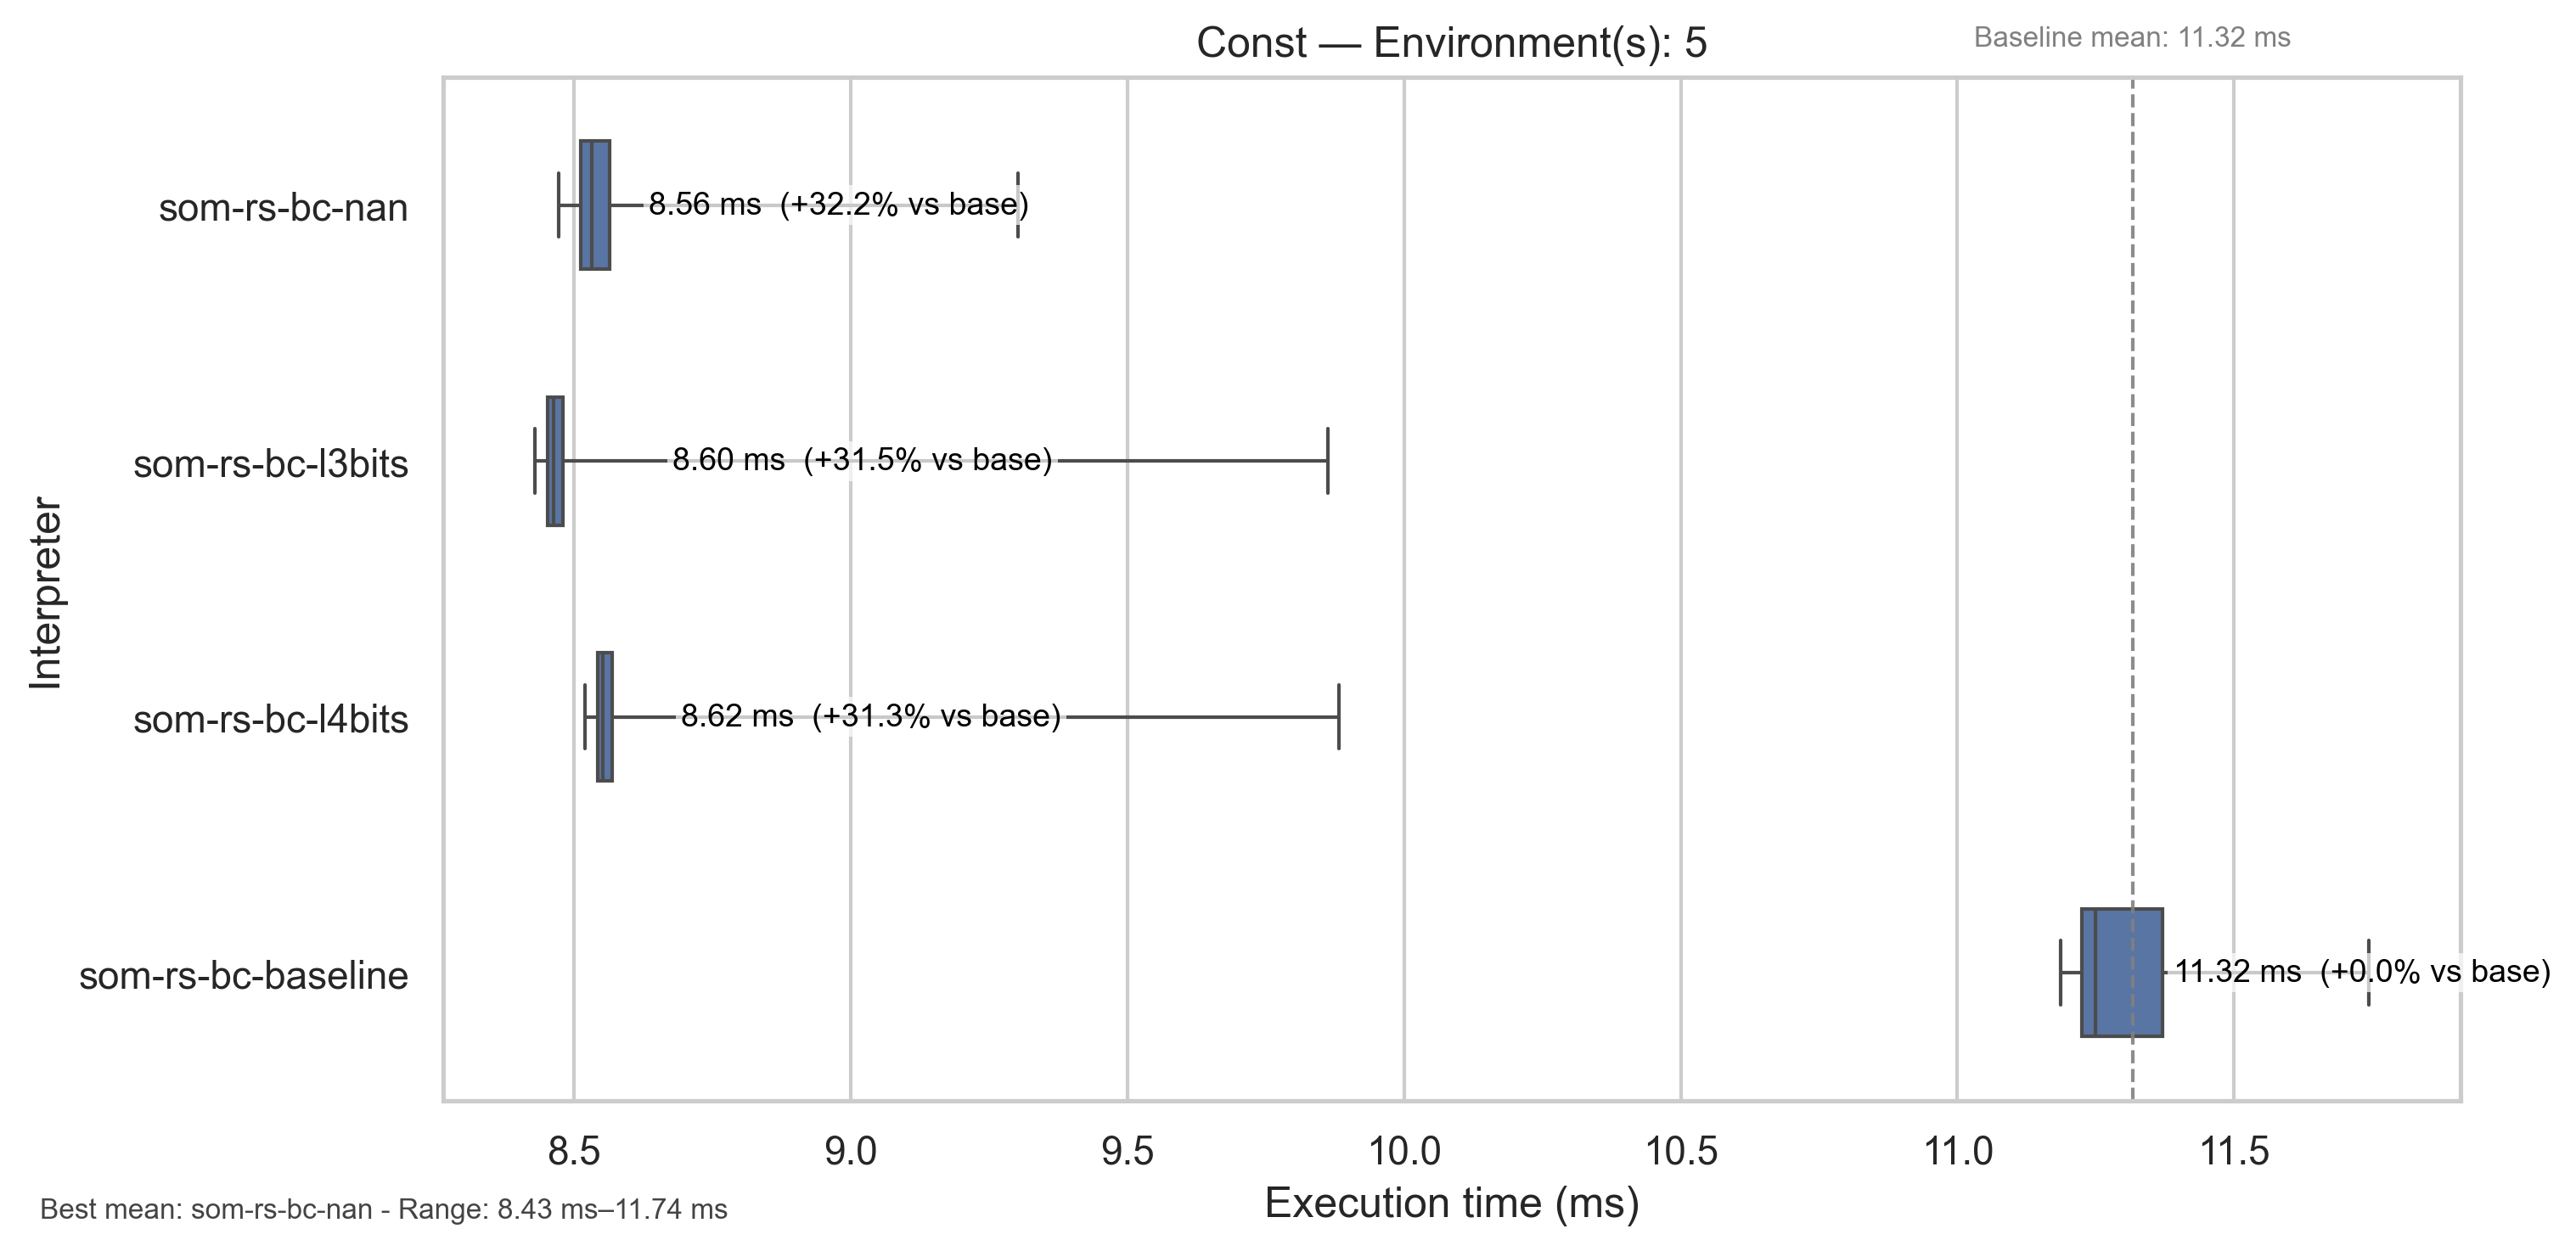 Const — Environment(s): 5
Baseline mean: 11.32 ms
Interpreter
som-rs-bc-nan
8.56 ms (+32.2% vs base)
som-rs-bc-l3bits
8.60 ms (+31.5% vs base)
som-rs-bc-l4bits
8.62 ms (+31.3% vs base)
som-rs-bc-baseline
11.32 ms (+0.0% vs base)
8.5 9.0 9.5 10.0 10.5 11.0 11.5
Execution time (ms)
Best mean: som-rs-bc-nan - Range: 8.43 ms–11.74 ms